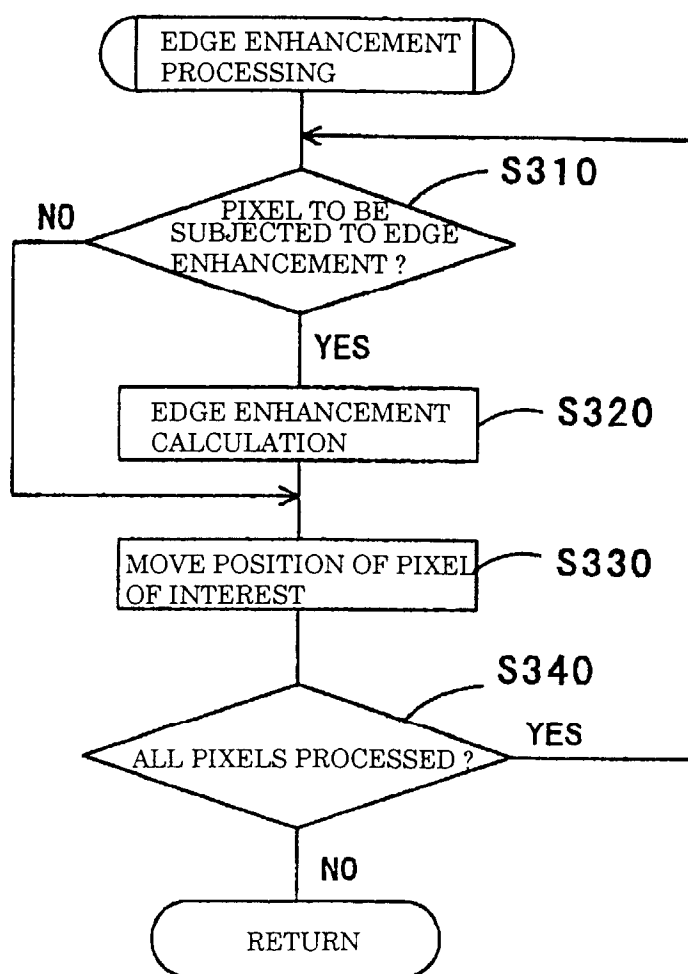 EDGE ENHANCEMENT
PROCESSING
S310
NO
PIXEL TO BE
SUBJECTED TO EDGE
ENHANCEMENT ?
YES
EDGE ENHANCEMENT
CALCULATION
S320
MOVE POSITION OF PIXEL
OF INTEREST
S330
S340
ALL PIXELS PROCESSED ?
YES
NO
RETURN